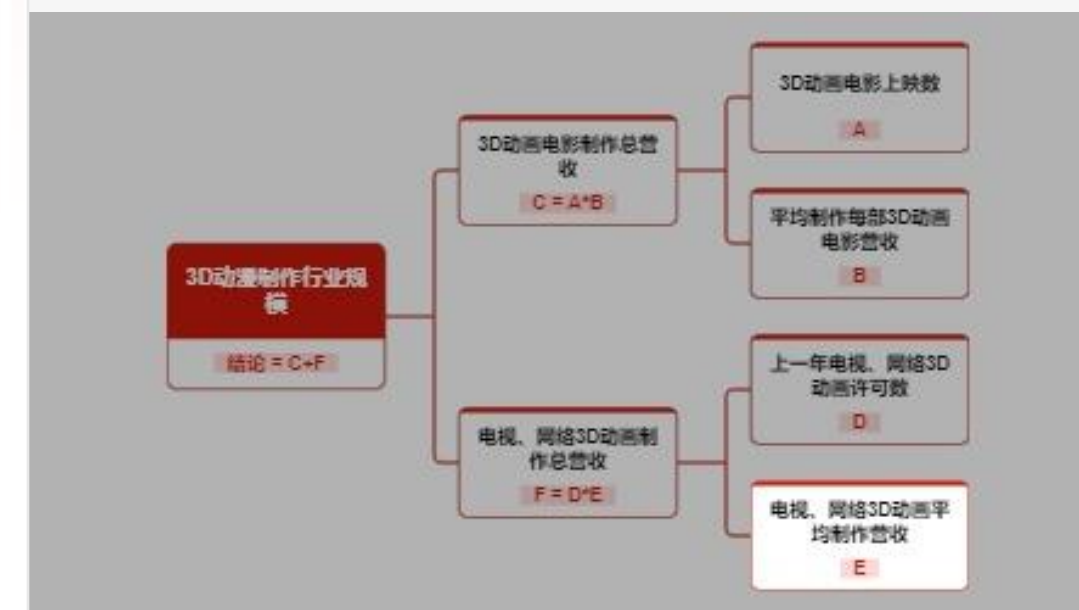 3D动画电影上映数
A
3D动画电影制作总营
收
C = A*B
平均制作每部3D动画
电影营收
B
3D动漫制作行业规
模
结论 = C+F
上一年电视、网络3D
动画许可数
D
电视、网络3D动画制
作总营收
F = D*E
电视、网络3D动画平
均制作营收
E